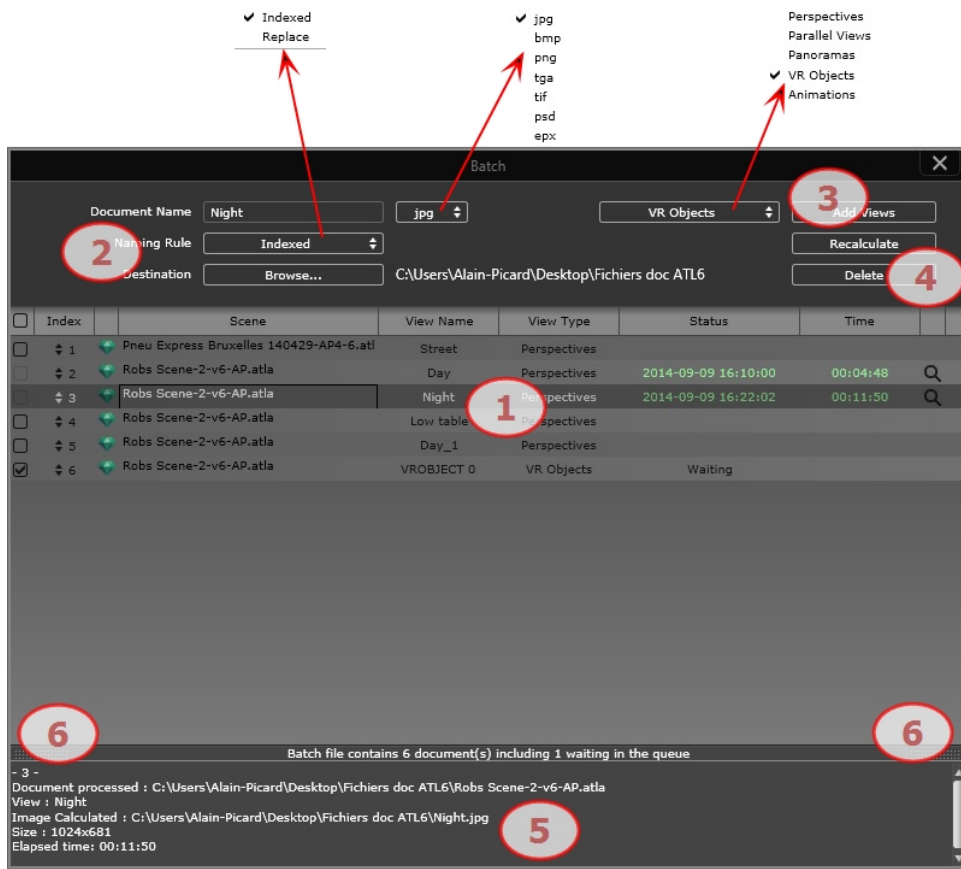 Indexed
Replace
jpg
bmp
png
tga
tif
psd
epx
Perspectives
Parallel Views
Panoramas
VR Objects
Animations
Batch
Document Name Night jpg VR Objects 3 Add Views
2 Naming Rule Indexed Recalculate
Destination Browse... C:\Users\Alain-Picard\Desktop\Fichiers doc ATL6 Delete 4
Index Scene View Name View Type Status Time
1 Pneu Express Bruxelles 140429-AP4-6.atl Street Perspectives
2 Robs Scene-2-v6-AP.atla Day Perspectives 2014-09-09 16:10:00 00:04:48
3 Robs Scene-2-v6-AP.atla Night 1 Perspectives 2014-09-09 16:22:02 00:11:50
4 Robs Scene-2-v6-AP.atla Low table Perspectives
5 Robs Scene-2-v6-AP.atla Day_1 Perspectives
6 Robs Scene-2-v6-AP.atla VROBJECT 0 VR Objects Waiting
6 6
Batch file contains 6 document(s) including 1 waiting in the queue
- 3 -
Document processed : C:\Users\Alain-Picard\Desktop\Fichiers doc ATL6\Robs Scene-2-v6-AP.atla
View : Night
Image Calculated : C:\Users\Alain-Picard\Desktop\Fichiers doc ATL6\Night.jpg
5
Size : 1024x681
Elapsed time: 00:11:50